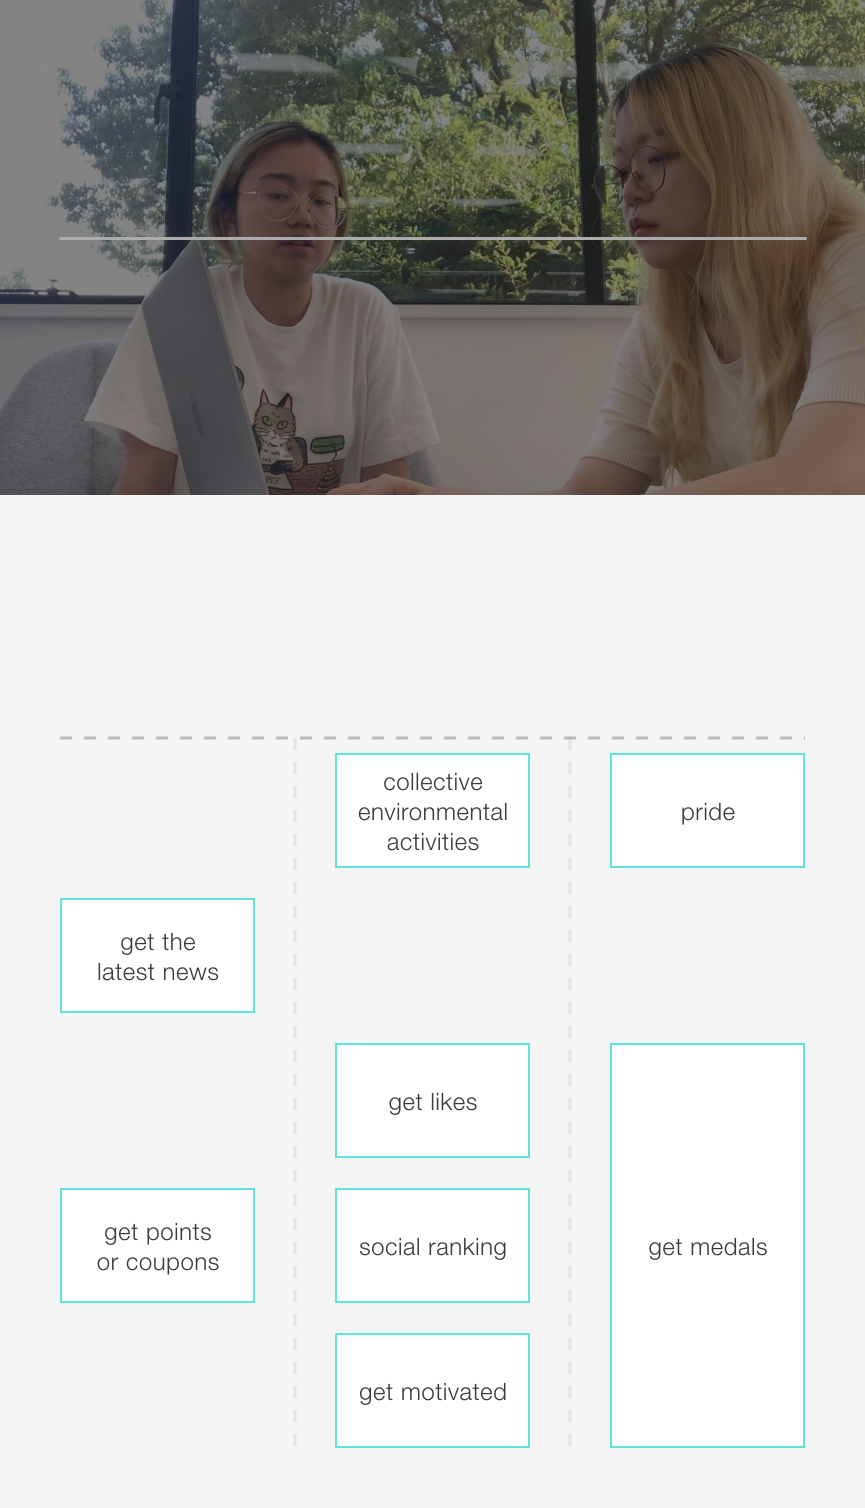 collective
environmental
activities
pride
get the
latest news
get likes
get points
or coupons
social ranking
get medals
get motivated